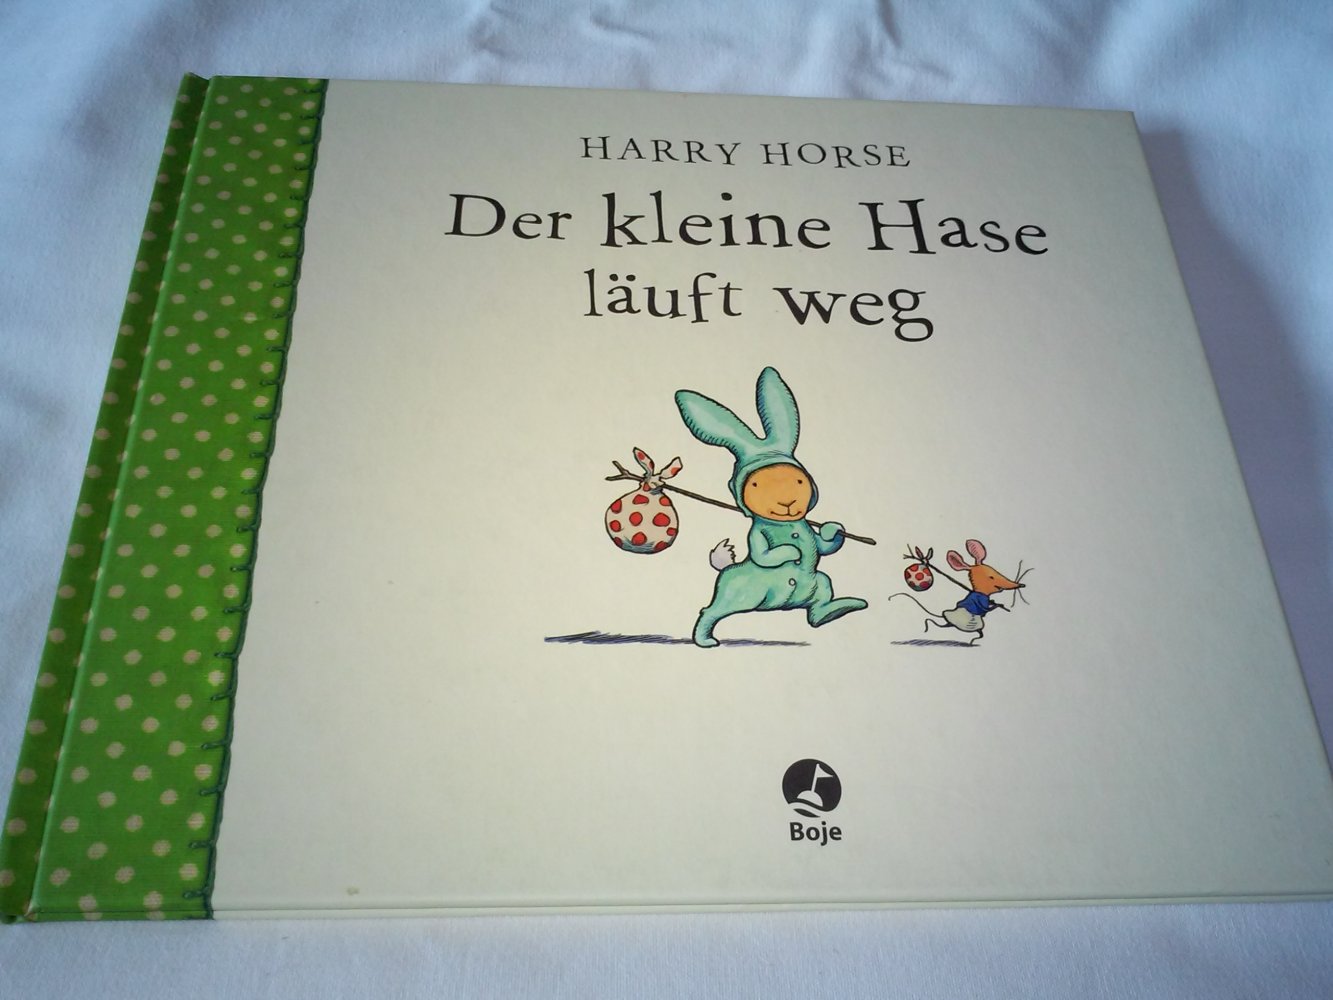 HARRY HORSE
Der kleine Hase
läuft weg
Boje